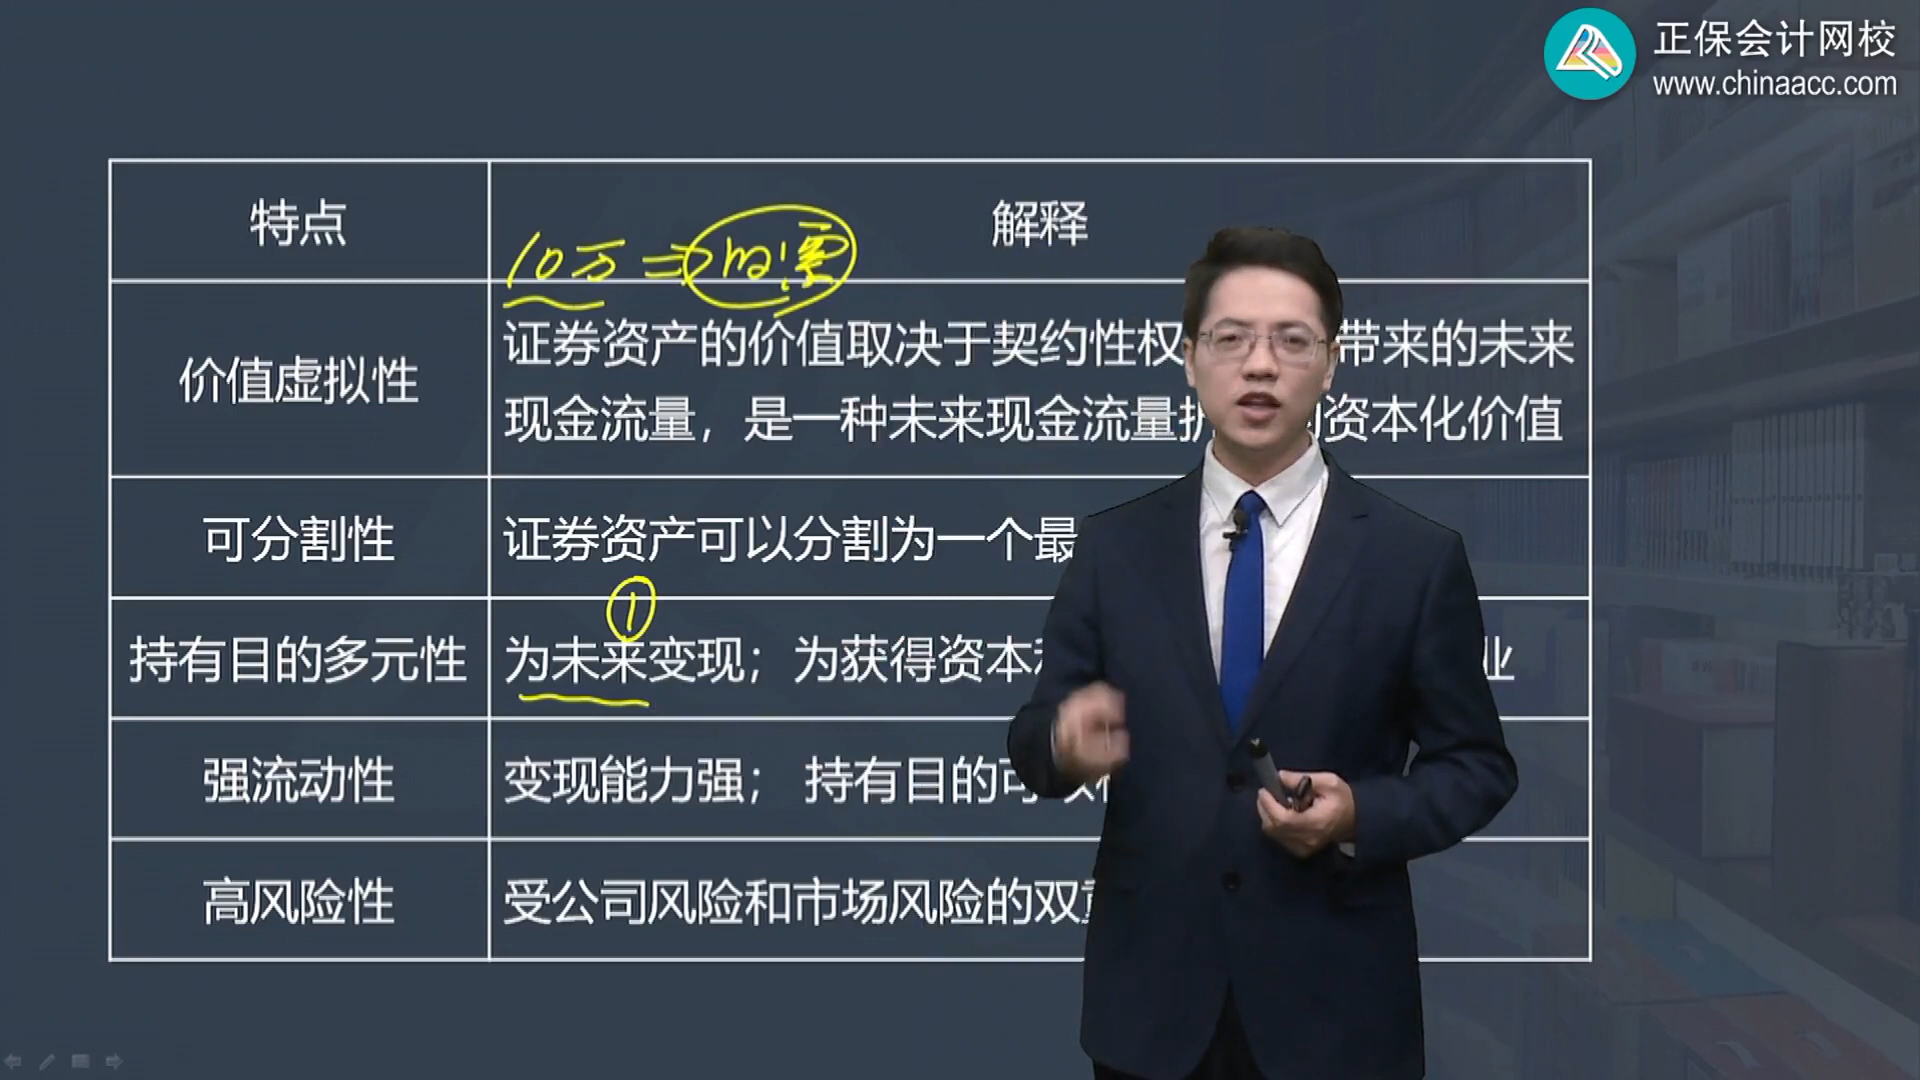 正保会计网校
www.chinaacc.com
特点
解释
10万
价值虚拟性
证券资产的价值取决于契约性权 带来的未来
现金流量，是一种未来现金流量折 的资本化价值
可分割性
证券资产可以分割为一个最
①
持有目的多元性
为未来变现；为获得资本 业
强流动性
变现能力强； 持有目的可以
高风险性
受公司风险和市场风险的双重